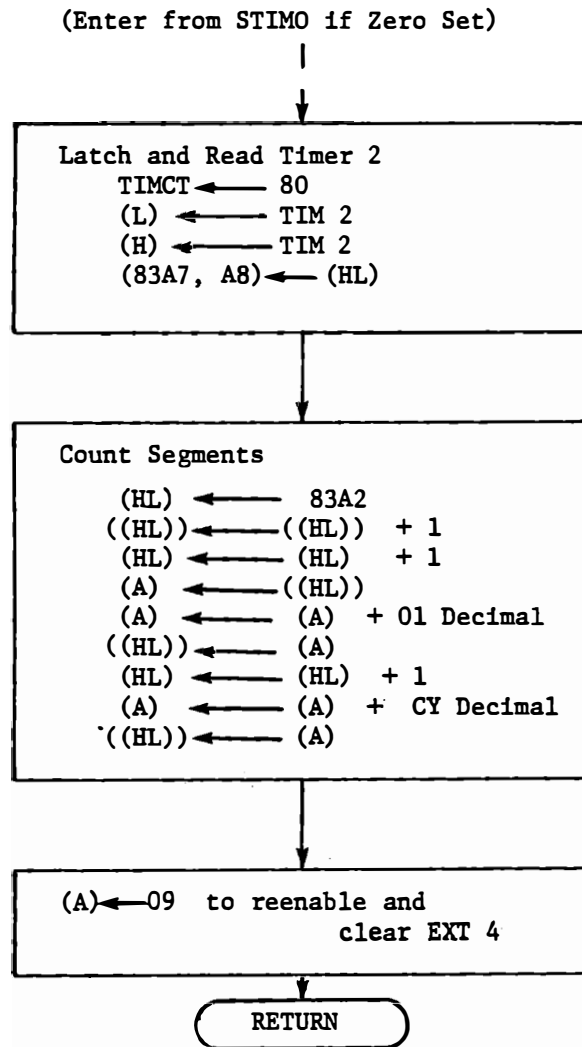 (Enter from STIMO if Zero Set)
Latch and Read Timer 2
TIMCT ← 80
(L) ← TIM 2
(H) ← TIM 2
(83A7, A8) ← (HL)
Count Segments
(HL) ← 83A2
((HL)) ← ((HL)) + 1
(HL) ← (HL) + 1
(A) ← ((HL))
(A) ← (A) + 01 Decimal
((HL)) ← (A)
(HL) ← (HL) + 1
(A) ← (A) + CY Decimal
((HL)) ← (A)
(A) ← 09 to reenable and
clear EXT 4
RETURN